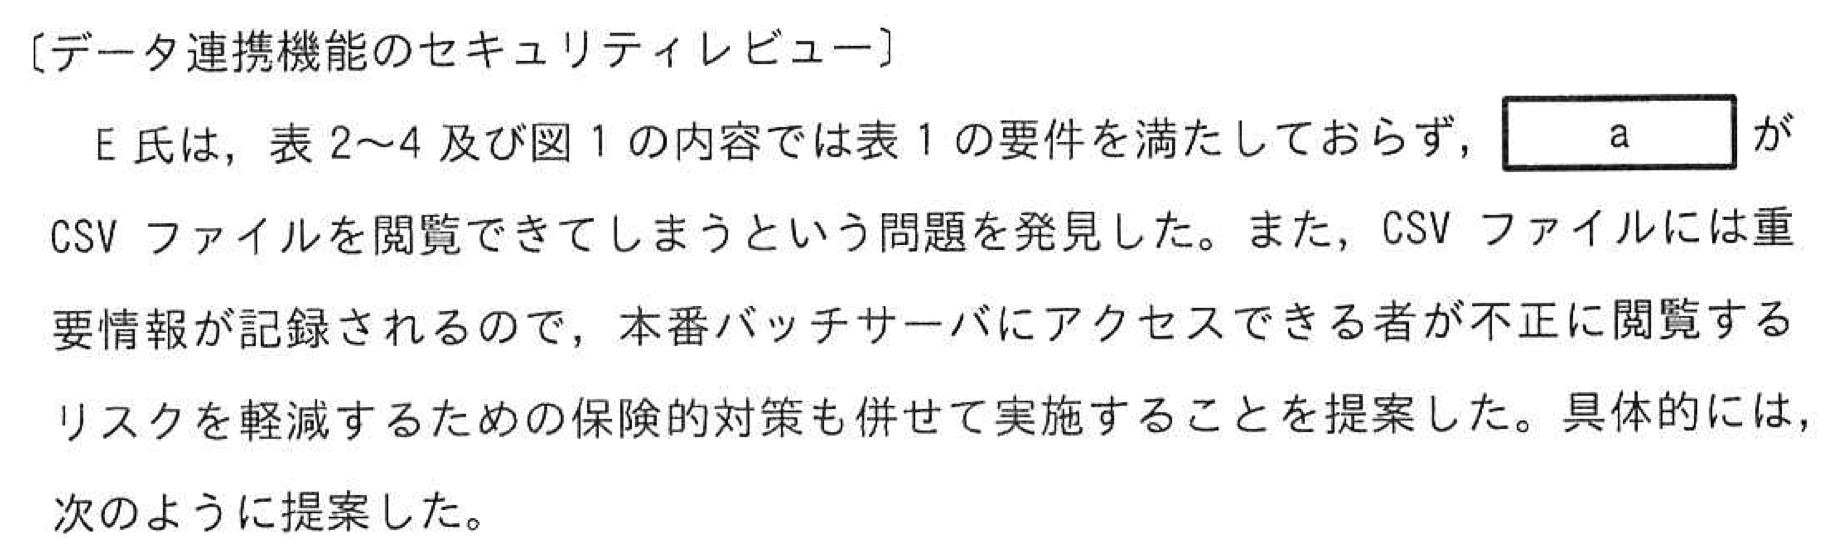 〔データ連携機能のセキュリティレビュー〕
E 氏は，表 2～4 及び図 1 の内容では表 1 の要件を満たしておらず， a が
CSV ファイルを閲覧できてしまうという問題を発見した。また，CSV ファイルには重
要情報が記録されるので，本番バッチサーバにアクセスできる者が不正に閲覧する
リスクを軽減するための保険的対策も併せて実施することを提案した。具体的には，
次のように提案した。